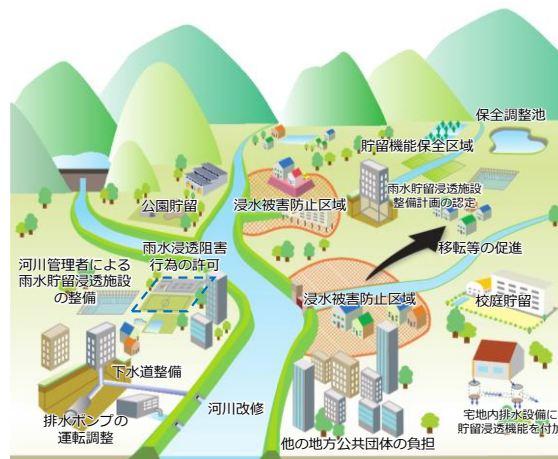 保全調整池
貯留機能保全区域
雨水貯留浸透施設
整備計画の認定
公園貯留
浸水被害防止区域
移転等の促進
雨水浸透阻害
行為の許可
河川管理者による
雨水貯留浸透施設
の整備
浸水被害防止区域
校庭貯留
下水道整備
河川改修
排水ポンプの
運転調整
他の地方公共団体の負担
宅地内排水設備に
貯留浸透機能を付加